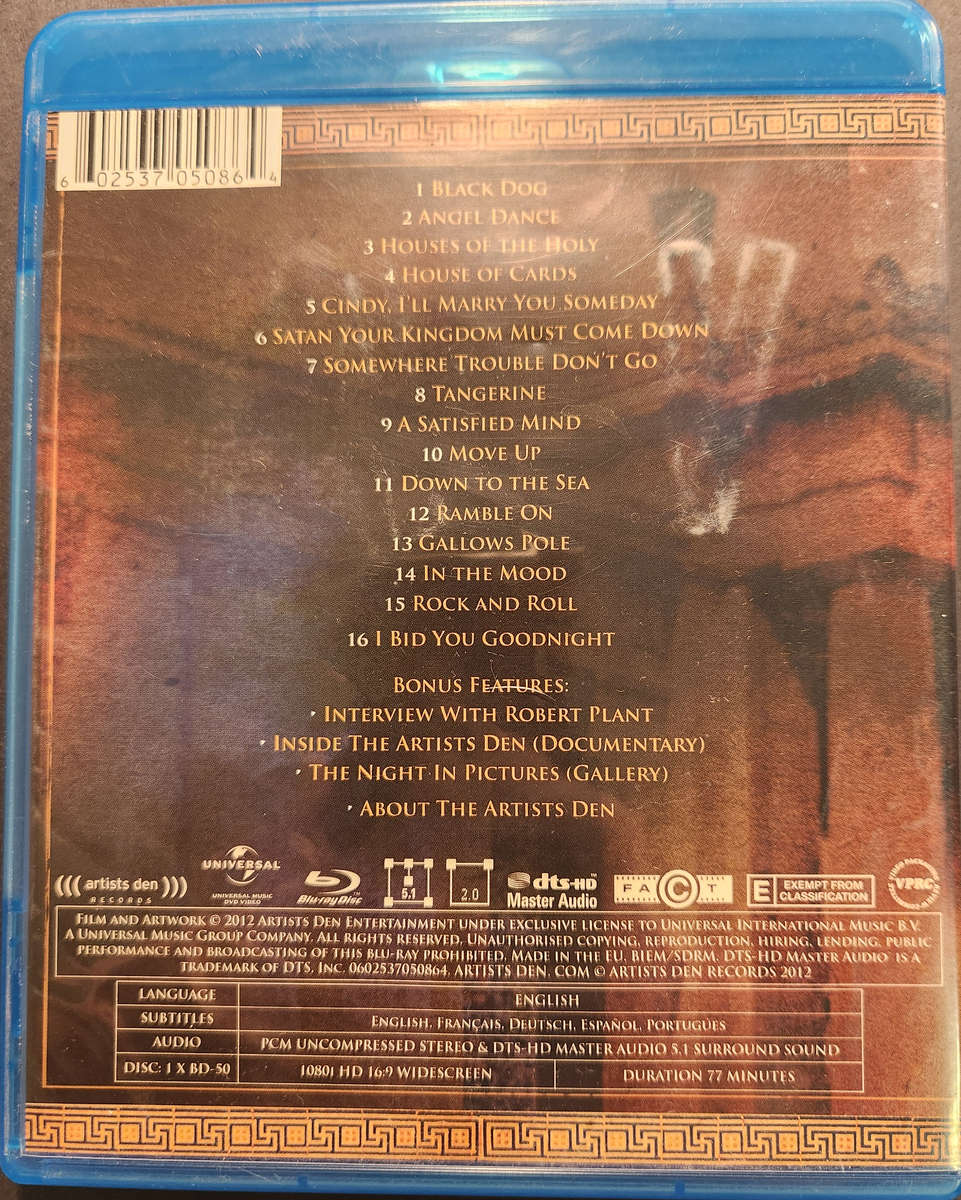 6 02537 05086 4
1 BLACK DOG
2 ANGEL DANCE
3 HOUSES OF THE HOLY
4 HOUSE OF CARDS
5 CINDY, I'LL MARRY YOU SOMEDAY
6 SATAN YOUR KINGDOM MUST COME DOWN
7 SOMEWHERE TROUBLE DON'T GO
8 TANGERINE
9 A SATISFIED MIND
10 MOVE UP
11 DOWN TO THE SEA
12 RAMBLE ON
13 GALLOWS POLE
14 IN THE MOOD
15 ROCK AND ROLL
16 I BID YOU GOODNIGHT
BONUS FEATURES:
• INTERVIEW WITH ROBERT PLANT
• INSIDE THE ARTISTS DEN (DOCUMENTARY)
• THE NIGHT IN PICTURES (GALLERY)
• ABOUT THE ARTISTS DEN
((( artists den )))
RECORDS
UNIVERSAL
UNIVERSAL MUSIC
DVD VIDEO
Blu-ray Disc™
5.1
2.0
dts-HD
Master Audio
FACT
E EXEMPT FROM CLASSIFICATION
VPRC
FILM AND ARTWORK © 2012 ARTISTS DEN ENTERTAINMENT UNDER EXCLUSIVE LICENSE TO UNIVERSAL INTERNATIONAL MUSIC B.V.
A UNIVERSAL MUSIC GROUP COMPANY. ALL RIGHTS RESERVED. UNAUTHORISED COPYING, REPRODUCTION, HIRING, LENDING, PUBLIC
PERFORMANCE AND BROADCASTING OF THIS BLU-RAY PROHIBITED. MADE IN THE EU. BIEM/SDRM. DTS-HD MASTER AUDIO IS A
TRADEMARK OF DTS, INC. 0602537050864. ARTISTS DEN. COM © ARTISTS DEN RECORDS 2012
LANGUAGE ENGLISH
SUBTITLES ENGLISH, FRANÇAIS, DEUTSCH, ESPAÑOL, PORTUGUÊS
AUDIO PCM UNCOMPRESSED STEREO & DTS-HD MASTER AUDIO 5.1 SURROUND SOUND
DISC: 1 X BD-50 1080I HD 16:9 WIDESCREEN DURATION 77 MINUTES